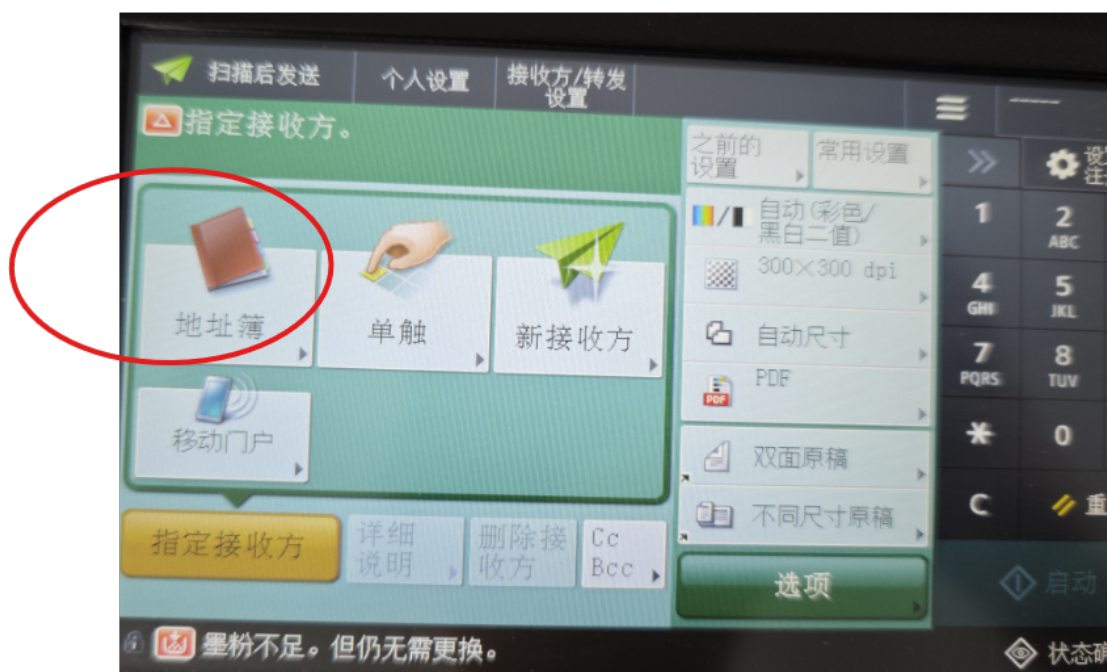 扫描后发送
个人设置
接收方/转发
设置
指定接收方。
之前的
设置
常用设置
地址簿
单触
新接收方
移动门户
自动(彩色/
黑白二值)
300×300 dpi
自动尺寸
PDF
PDF
双面原稿
不同尺寸原稿
指定接收方
详细
说明
删除接
收方
Cc
Bcc
选项
1
2
ABC
4
GHI
5
JKL
7
PQRS
8
TUV
0
C
重
启动
墨粉不足。但仍无需更换。
状态确